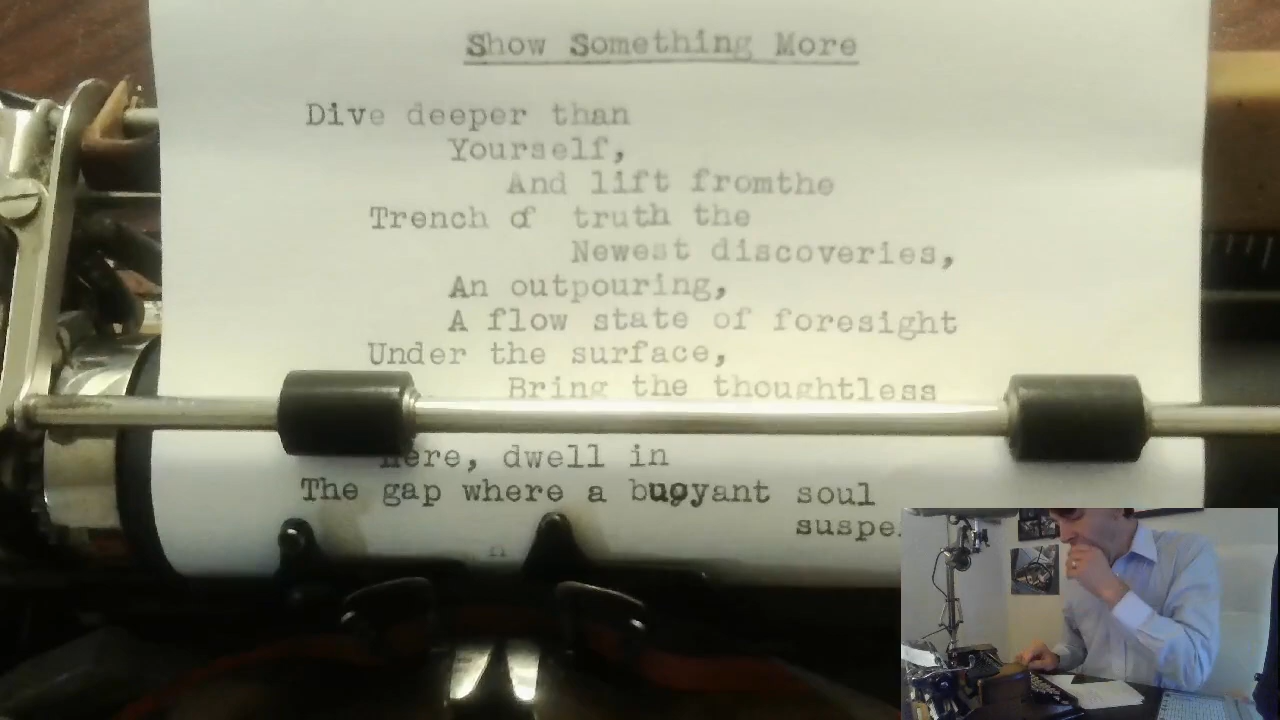 Show Something More
Dive deeper than
Yourself,
And lift fromthe
Trench of truth the
Newest discoveries,
An outpouring,
A flow state of foresight
Under the surface,
Bring the thoughtless
Here, dwell in
The gap where a buoyant soul